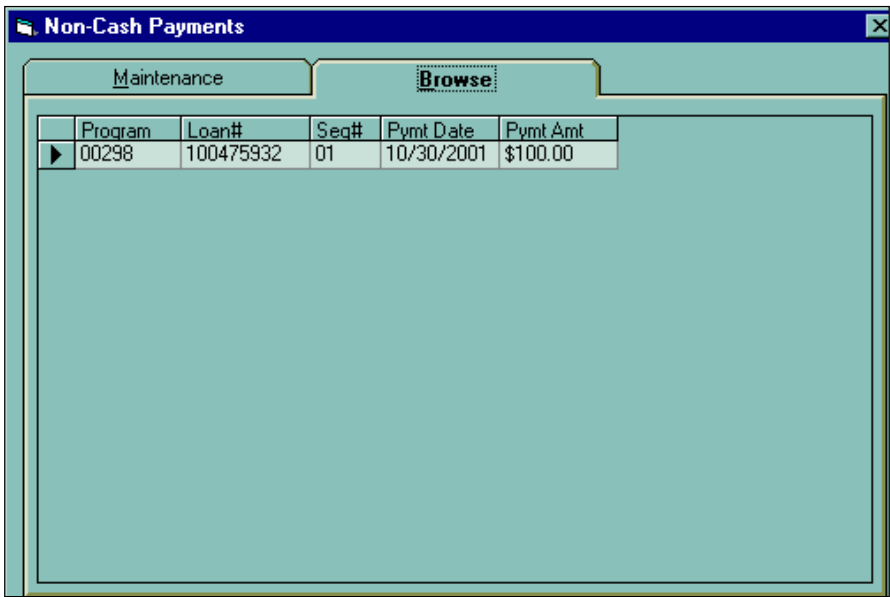 Non-Cash Payments
Maintenance Browse
Program Loan# Seq# Pymt Date Pymt Amt
00298 100475932 01 10/30/2001 $100.00